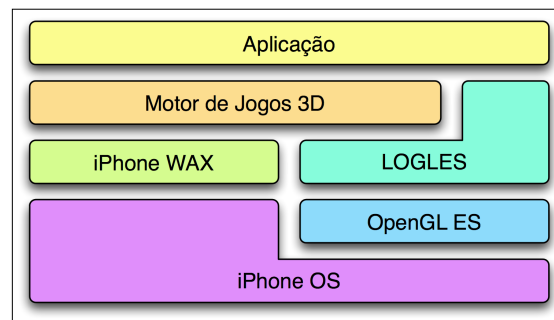 Aplicação
Motor de Jogos 3D
iPhone WAX
LOGLES
OpenGL ES
iPhone OS